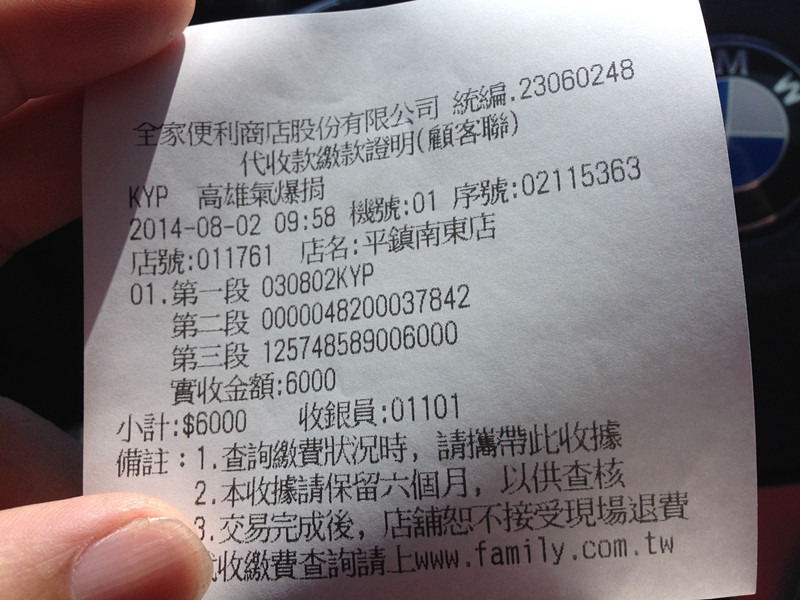 全家便利商店股份有限公司 統編.23060248
代收款繳款證明(顧客聯)
KYP 高雄氣爆捐
2014-08-02 09:58 機號:01 序號:02115363
店號:011761 店名:平鎮南東店
01.第一段 030802KYP
第二段 0000048200037842
第三段 125748589006000
實收金額:6000
小計:$6000 收銀員:01101
備註:1.查詢繳費狀況時,請攜帶此收據
2.本收據請保留六個月,以供查核
3.交易完成後,店舖恕不接受現場退費
收繳費查詢請上www.family.com.tw
M W